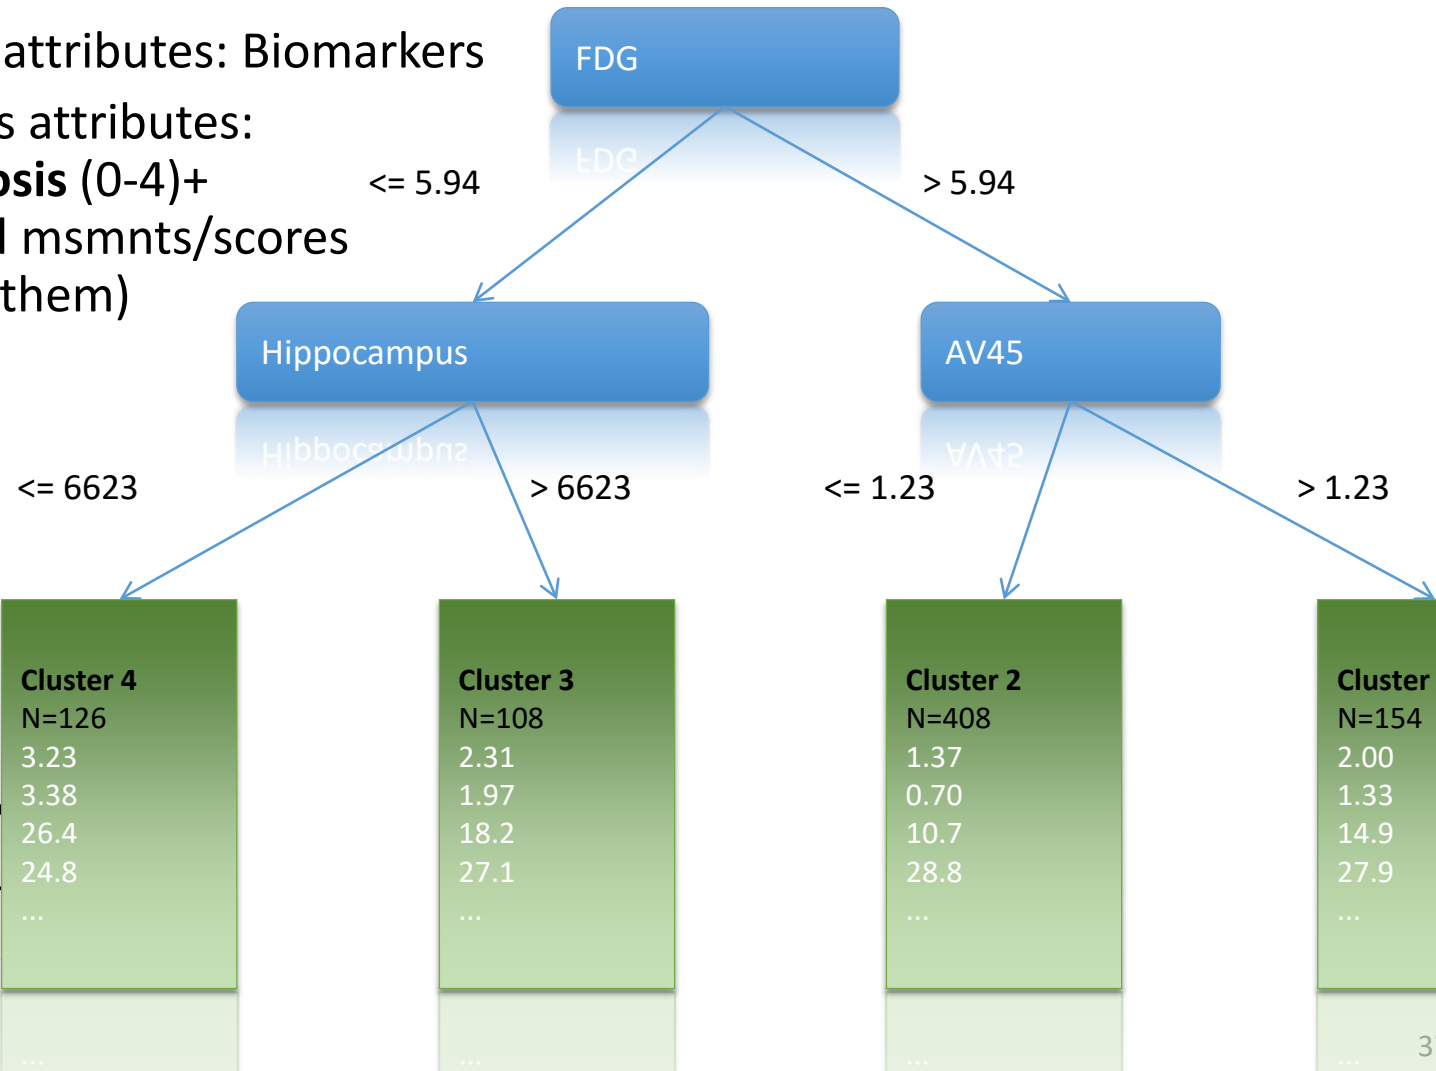 attributes: Biomarkers
s attributes:
osis (0-4)+
l msmnts/scores
them)
FDG
<= 5.94
> 5.94
Hippocampus
AV45
<= 6623
> 6623
<= 1.23
> 1.23
Cluster 4
N=126
3.23
3.38
26.4
24.8
...
Cluster 3
N=108
2.31
1.97
18.2
27.1
...
Cluster 2
N=408
1.37
0.70
10.7
28.8
...
Cluster
N=154
2.00
1.33
14.9
27.9
...
3